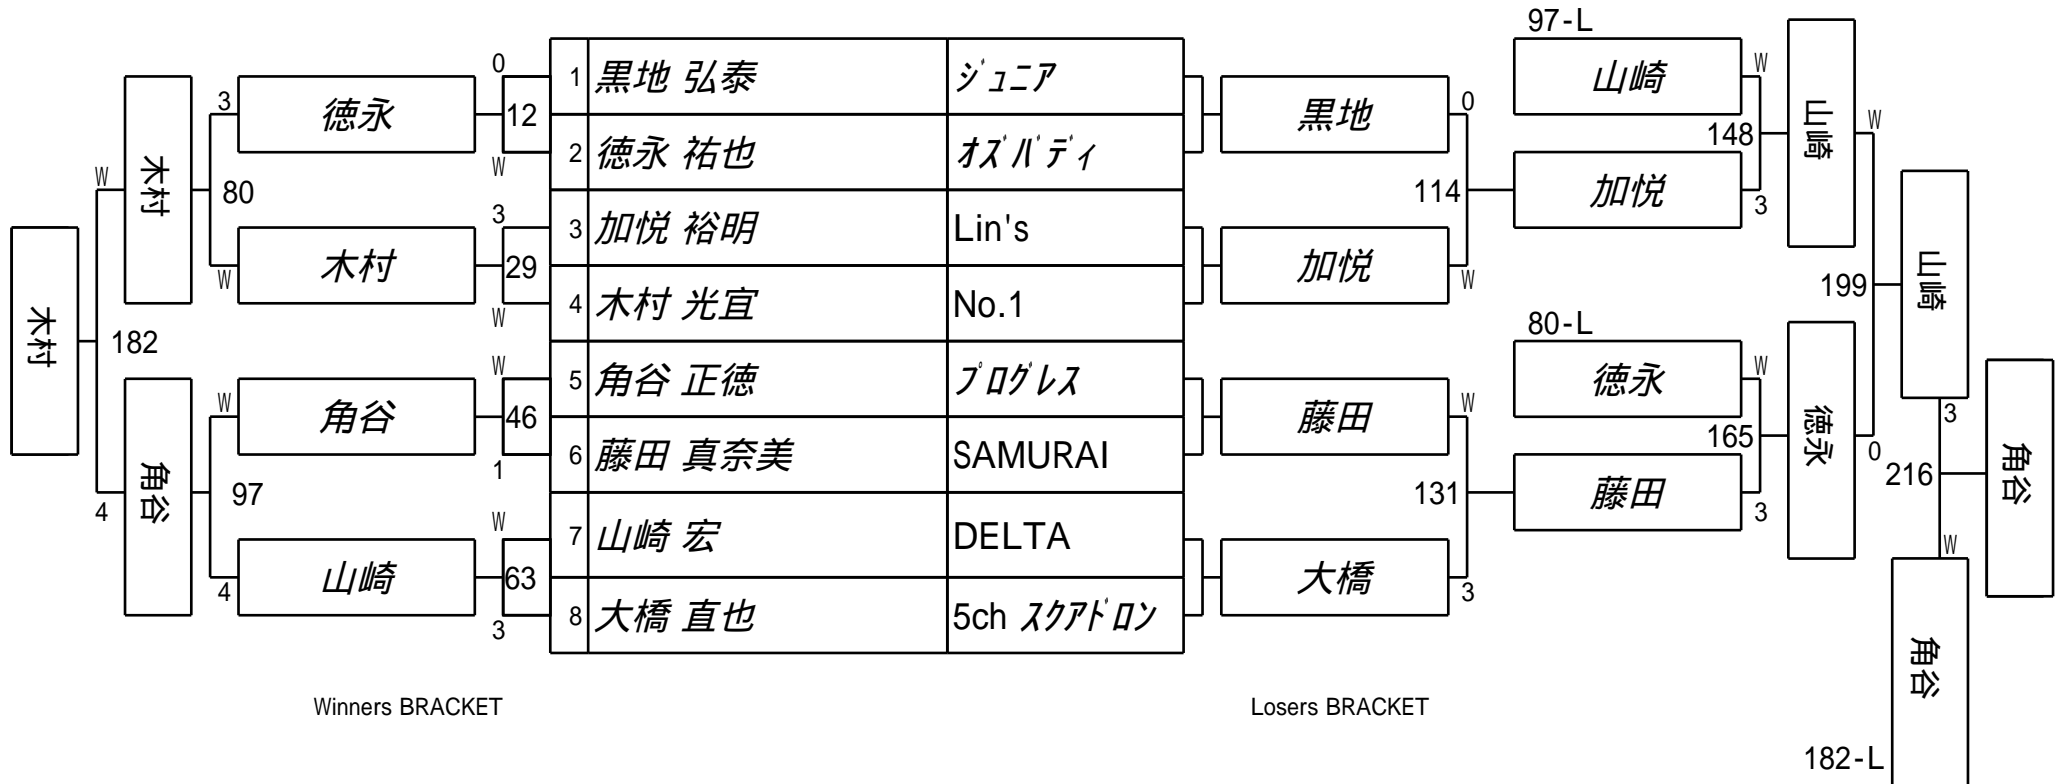 木村
W
182
4
木村
角谷
3
80
W
W
97
4
徳永
木村
角谷
山崎
0
12
W
3
29
W
W
46
1
W
63
3
1 黒地 弘泰 ジュニア
2 徳永 祐也 オズバディ
3 加悦 裕明 Lin's
4 木村 光宜 No.1
5 角谷 正徳 プログレス
6 藤田 真奈美 SAMURAI
7 山崎 宏 DELTA
8 大橋 直也 5ch スクアドロン
黒地
加悦
藤田
大橋
0
114
W
W
131
3
97-L
山崎
加悦
80-L
徳永
藤田
W
148
3
W
165
3
山崎
徳永
W
199
0
山崎
3
216
W
角谷
182-L
角谷
Winners BRACKET
Losers BRACKET